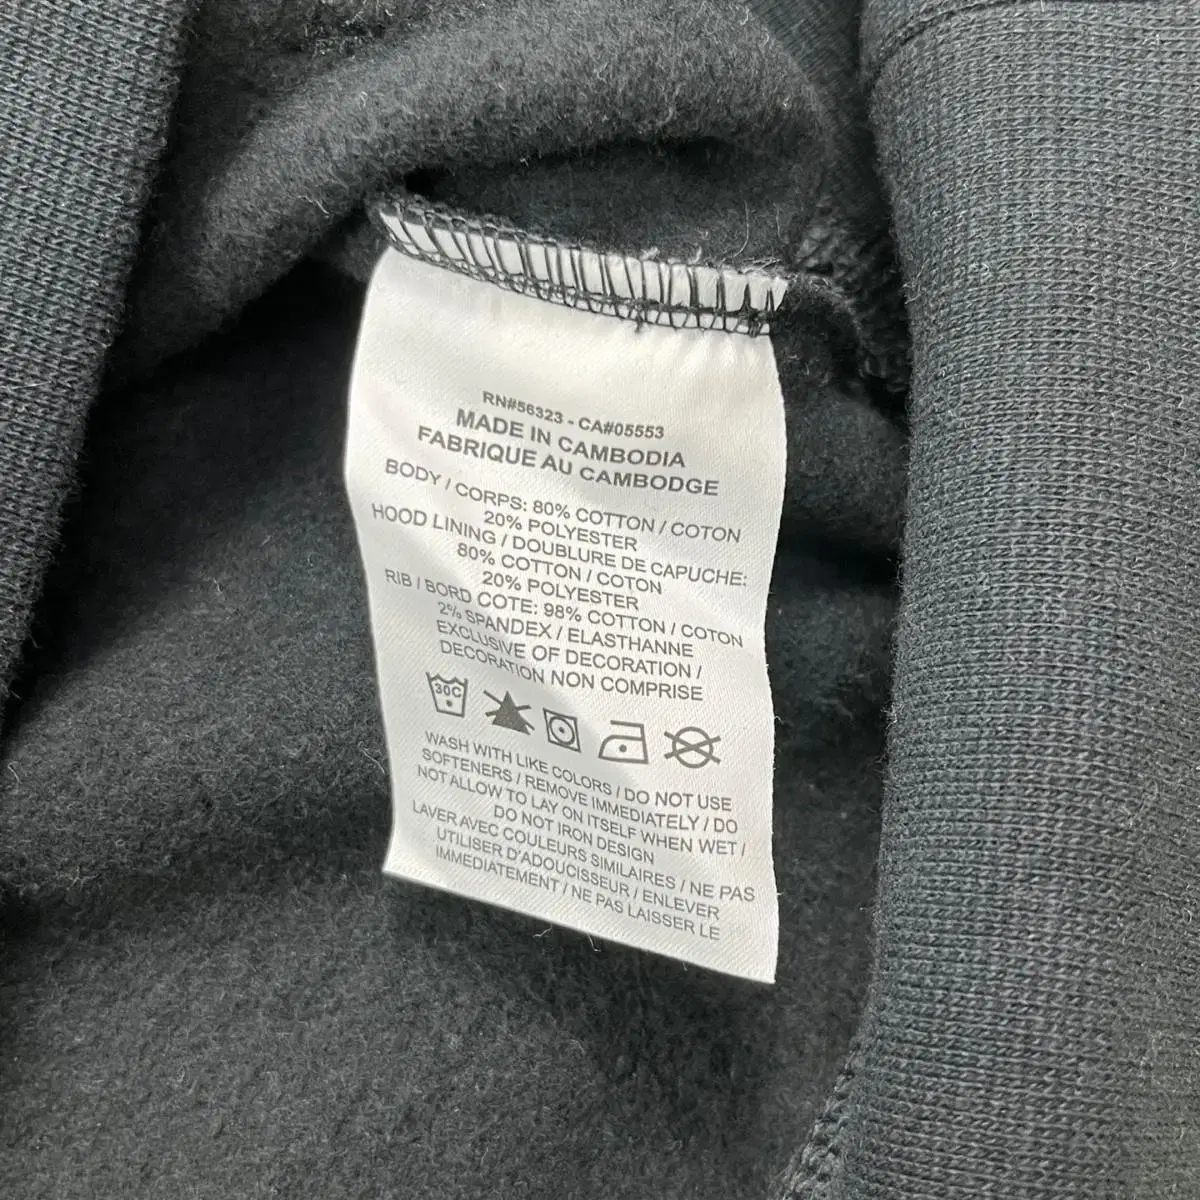 RN#56323 - CA#05553
MADE IN CAMBODIA
FABRIQUE AU CAMBODGE
BODY / CORPS: 80% COTTON / COTON
20% POLYESTER
HOOD LINING / DOUBLURE DE CAPUCHE:
80% COTTON / COTON
20% POLYESTER
RIB / BORD COTE: 98% COTTON / COTON
2% SPANDEX / ELASTHANNE
EXCLUSIVE OF DECORATION /
DECORATION NON COMPRISE
30C
WASH WITH LIKE COLORS / DO NOT USE
SOFTENERS / REMOVE IMMEDIATELY / DO
NOT ALLOW TO LAY ON ITSELF WHEN WET /
DO NOT IRON DESIGN
LAVER AVEC COULEURS SIMILAIRES / NE PAS
UTILISER D'ADOUCISSEUR / ENLEVER
IMMEDIATEMENT / NE PAS LAISSER LE